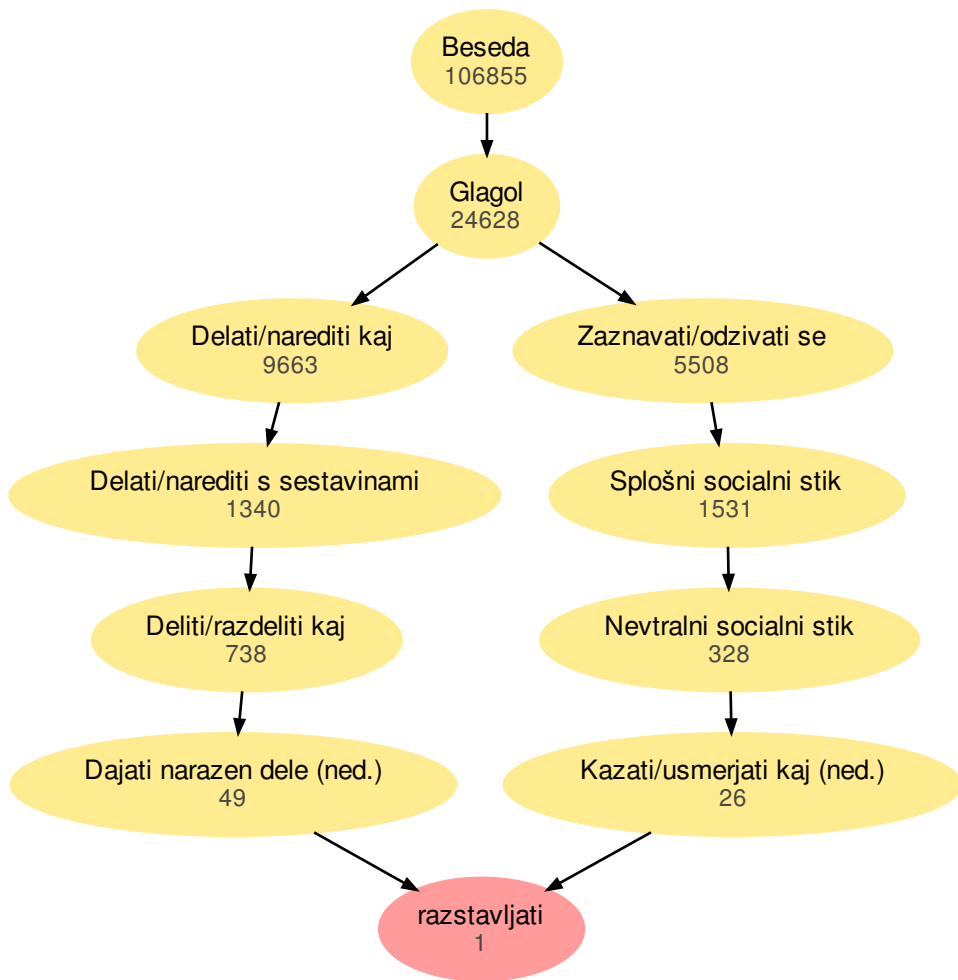 Beseda
106855
Glagol
24628
Delati/narediti kaj
9663
Zaznavati/odzivati se
5508
Delati/narediti s sestavinami
1340
Splošni socialni stik
1531
Deliti/razdeliti kaj
738
Nevtralni socialni stik
328
Dajati narazen dele (ned.)
49
Kazati/usmerjati kaj (ned.)
26
razstavljati
1